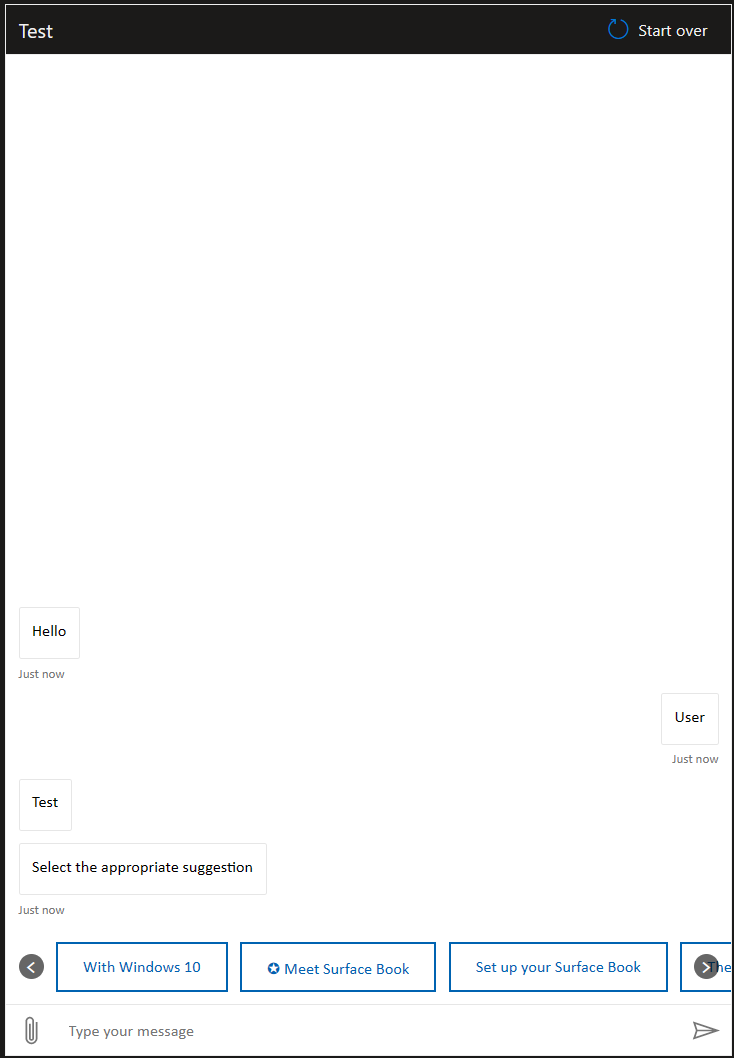 Test
Start over
Hello
Just now
User
Just now
Test
Select the appropriate suggestion
Just now
With Windows 10
✪ Meet Surface Book
Set up your Surface Book
The
Type your message